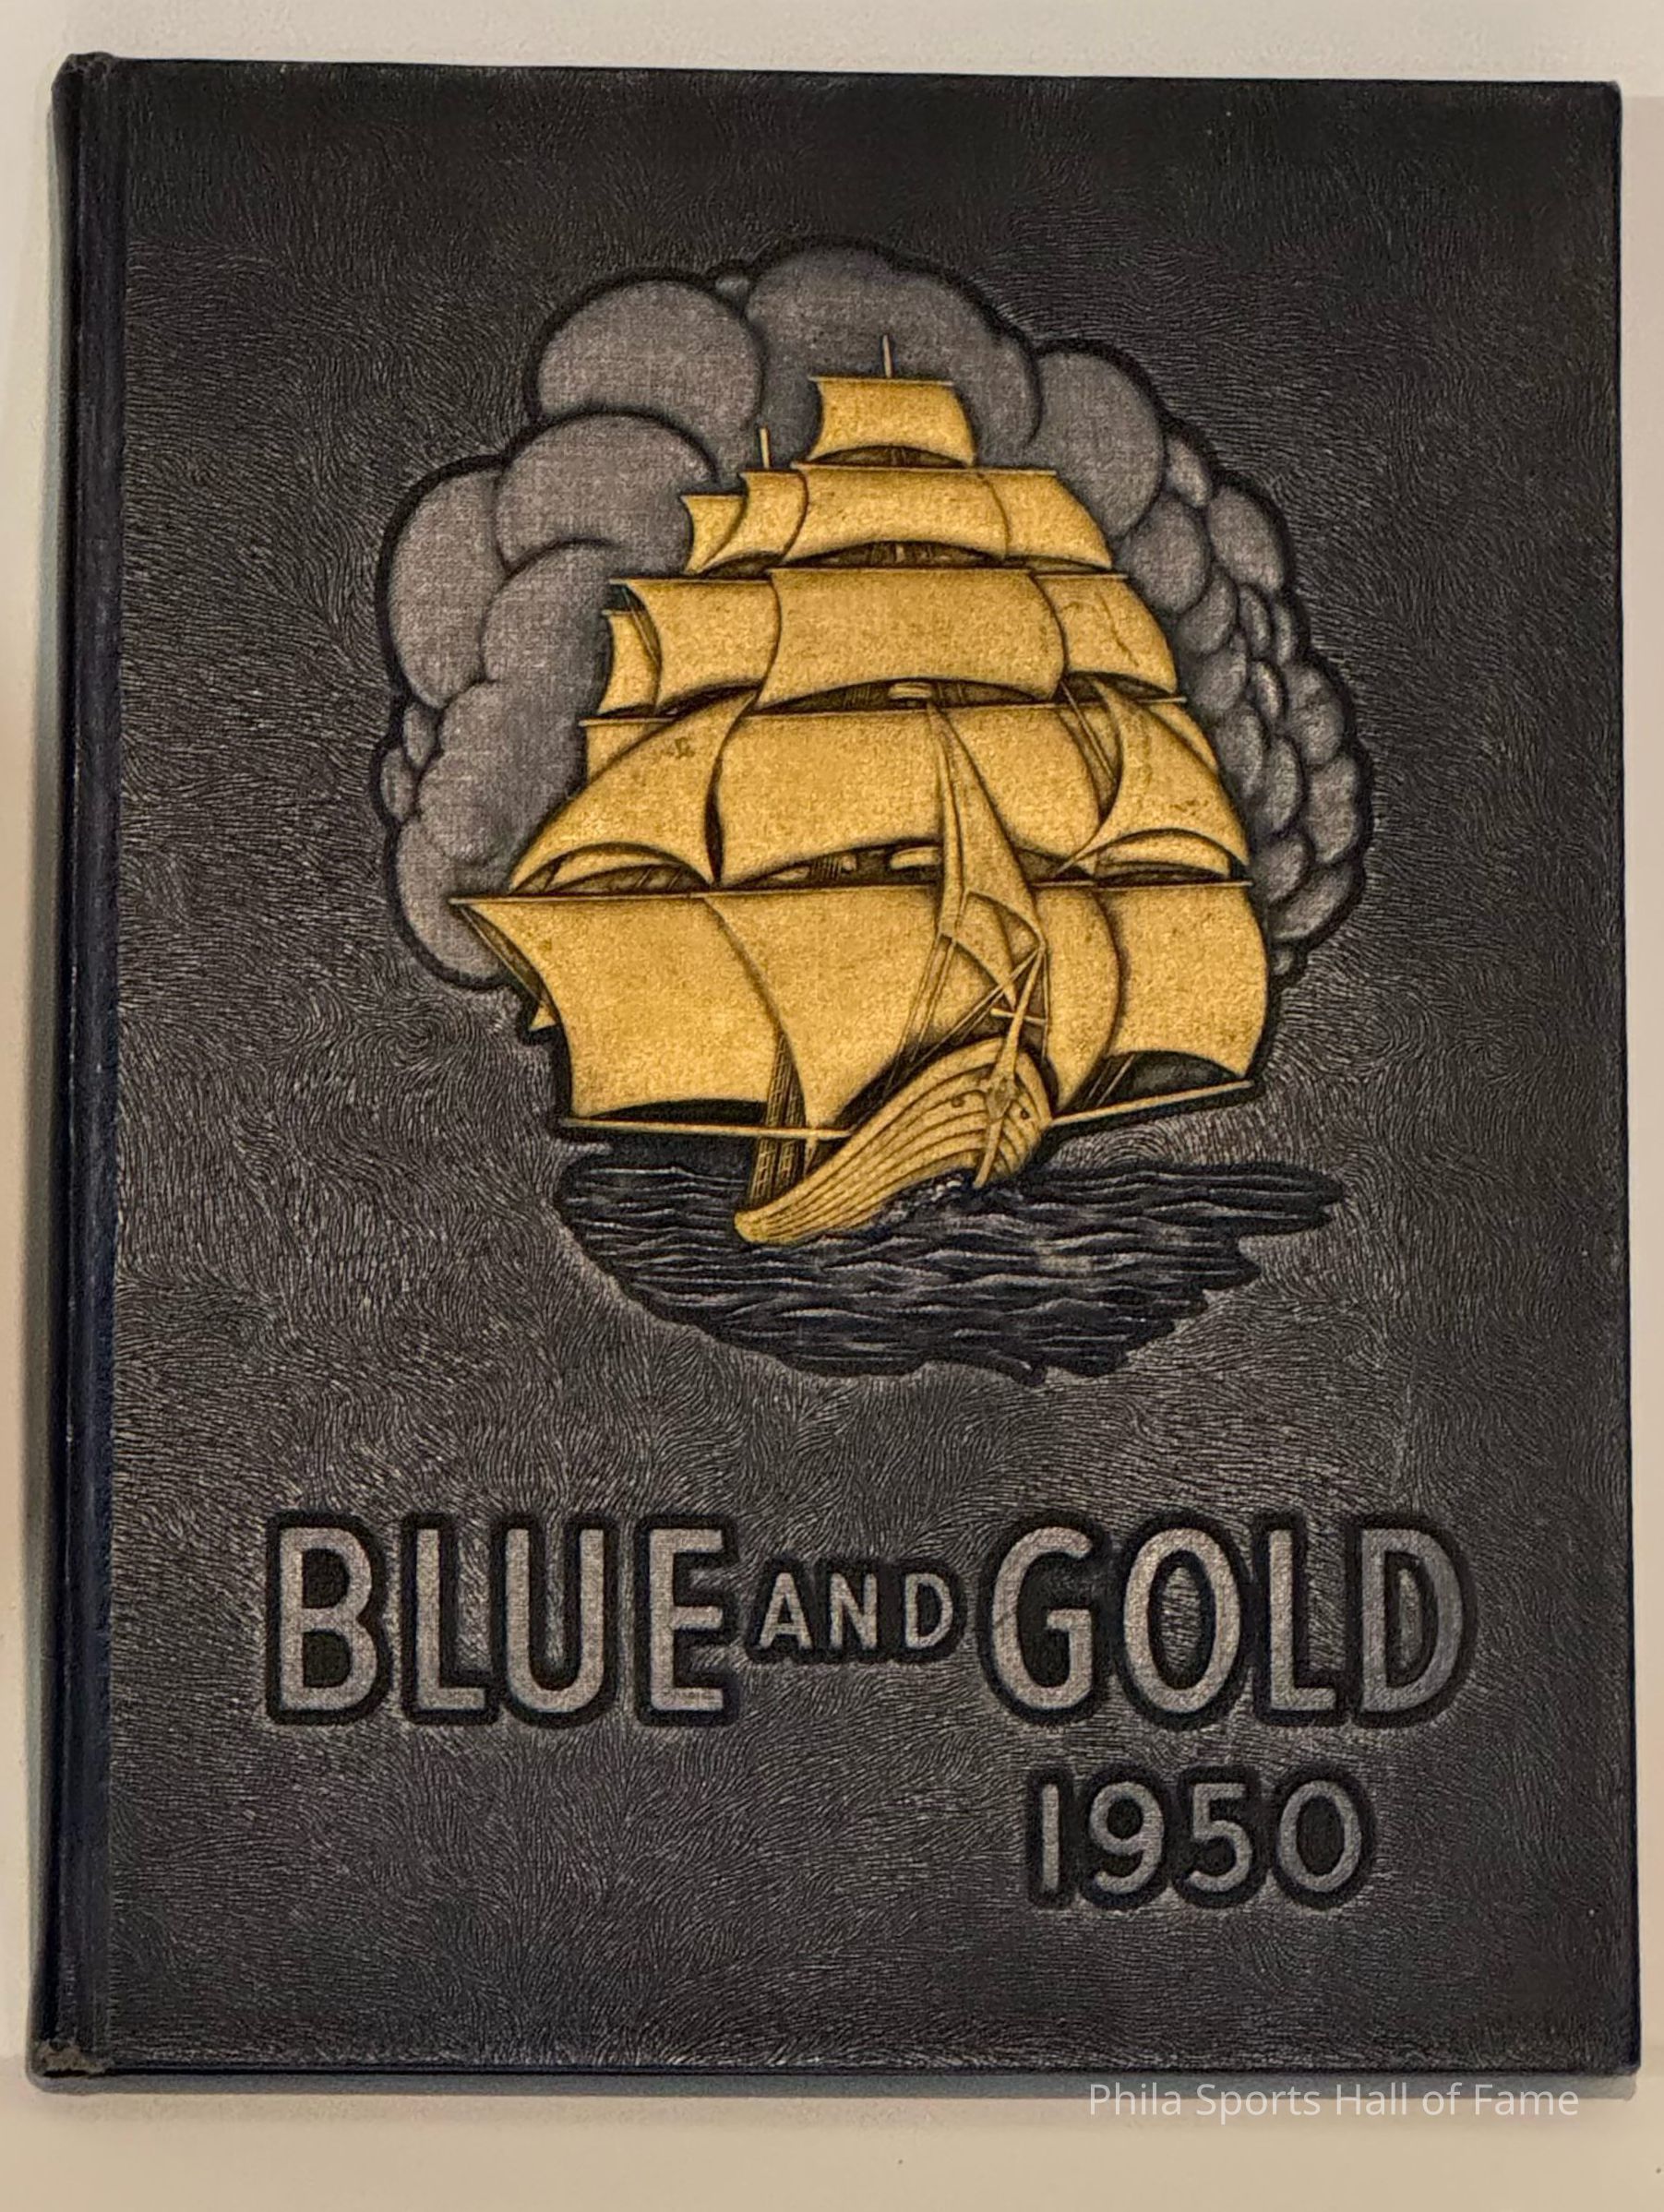 BLUE AND GOLD
1950
Phila Sports Hall of Fame